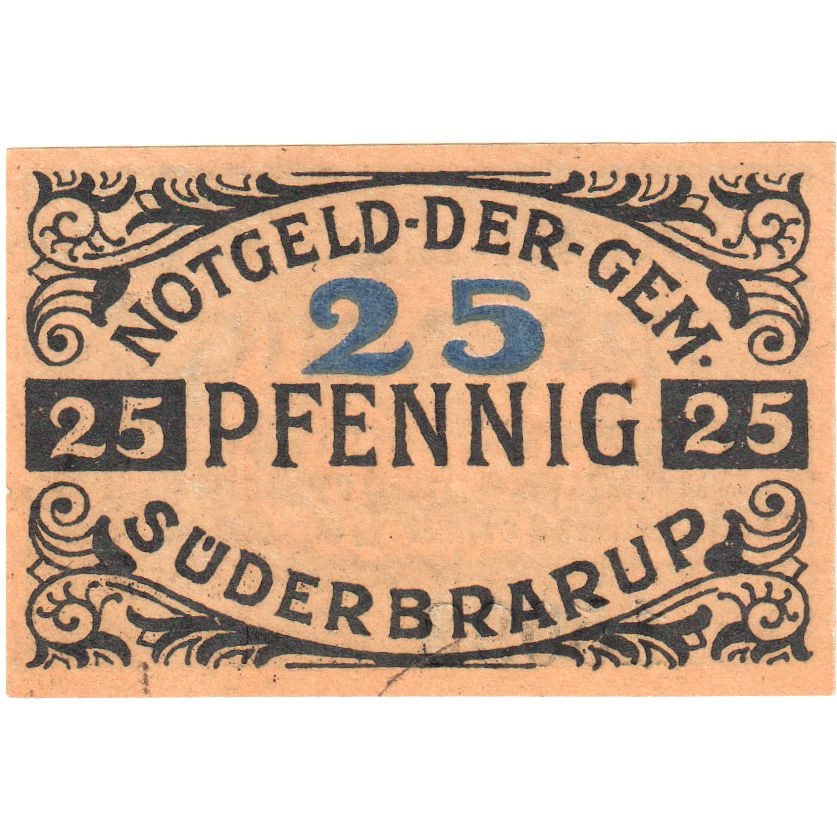 NOTGELD-DER-GEM.
25
25 PFENNIG 25
SÜDERBRARUP